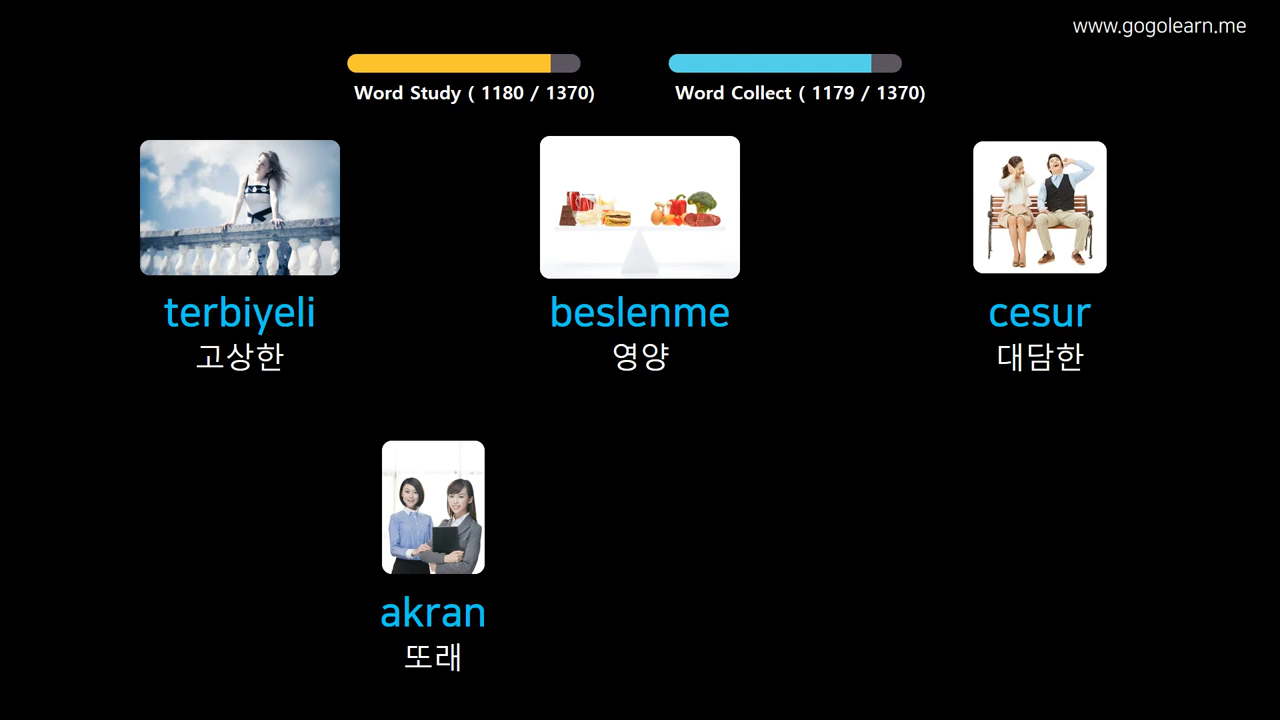 www.gogolearn.me
Word Study ( 1180 / 1370)
Word Collect ( 1179 / 1370)
terbiyeli
고상한
beslenme
영양
cesur
대담한
akran
또래